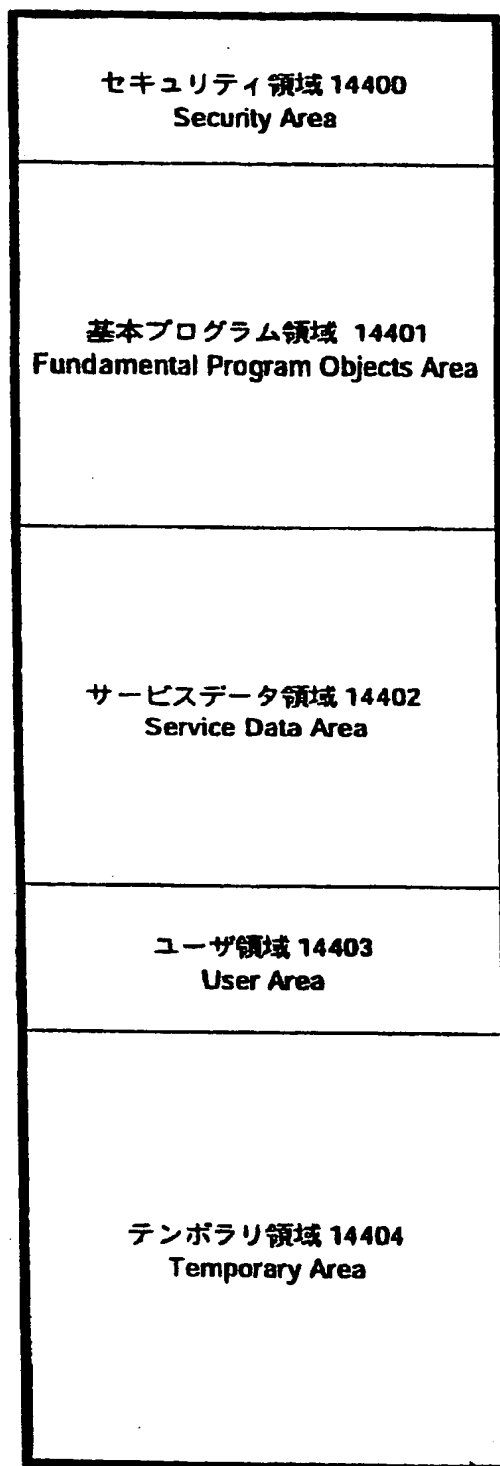 セキュリティ領域 14400
Security Area
基本プログラム領域 14401
Fundamental Program Objects Area
サービスデータ領域 14402
Service Data Area
ユーザ領域 14403
User Area
テンポラリ領域 14404
Temporary Area